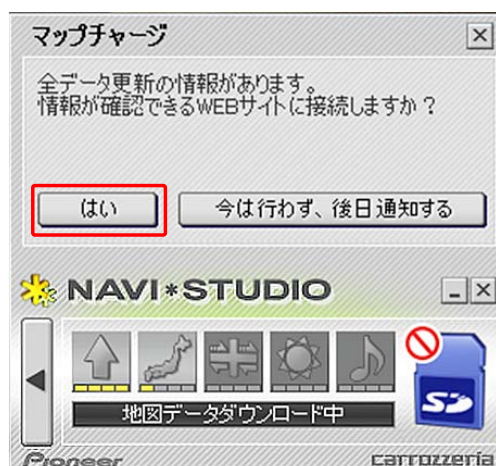 マップチャージ
全データ更新の情報があります。
情報が確認できるWEBサイトに接続しますか？
はい
今は行わず、後日通知する
NAVI*STUDIO
地図データダウンロード中
SD
Pioneer
carrozzeria